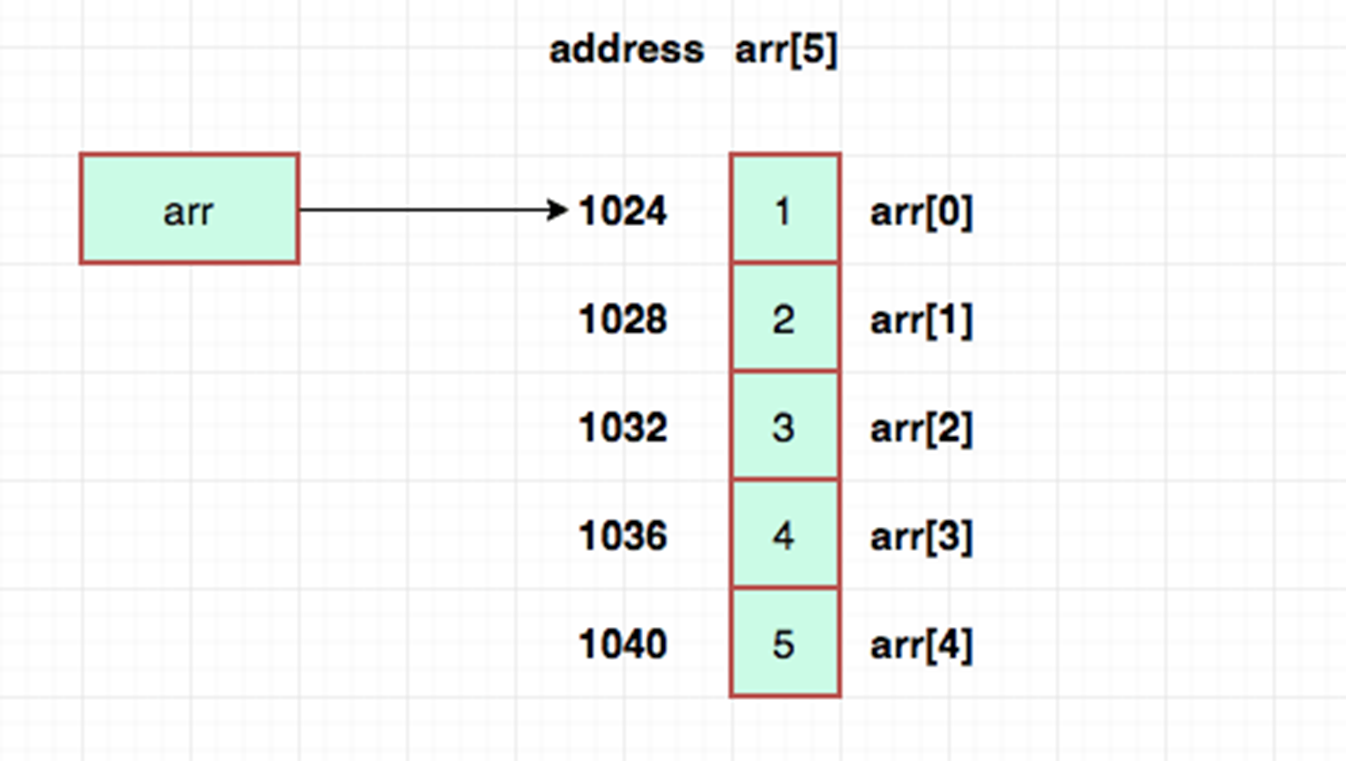 address arr[5]
arr 1024 1 arr[0]
1028 2 arr[1]
1032 3 arr[2]
1036 4 arr[3]
1040 5 arr[4]